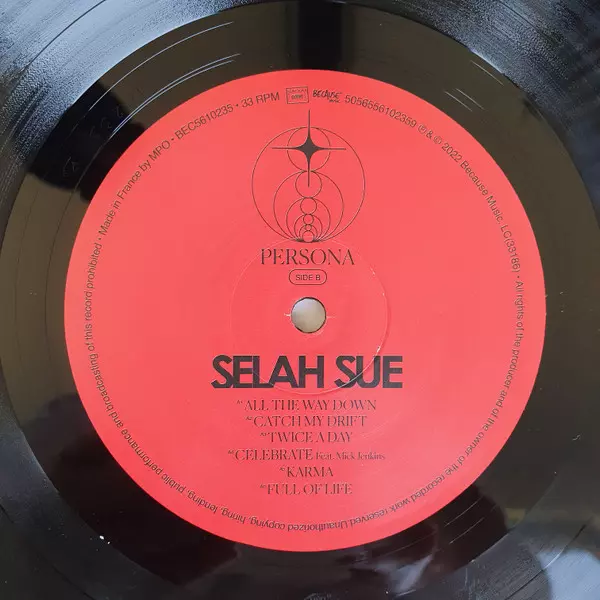 Made in France by MPO - BEC5610235 • 33 RPM BECAUSE 5056556102359 ℗ & © 2022 Because Music. LC(33186) • All rights of the producer and of the owner of the recorded work reserved. Unauthorized copying, hiring, lending, public performance and broadcasting of this record prohibited •
PERSONA
SIDE B
SELAH SUE
ALL THE WAY DOWN
CATCH MY DRIFT
TWICE A DAY
CELEBRATE Feat. Mick Jenkins
KARMA
FULL OF LIFE